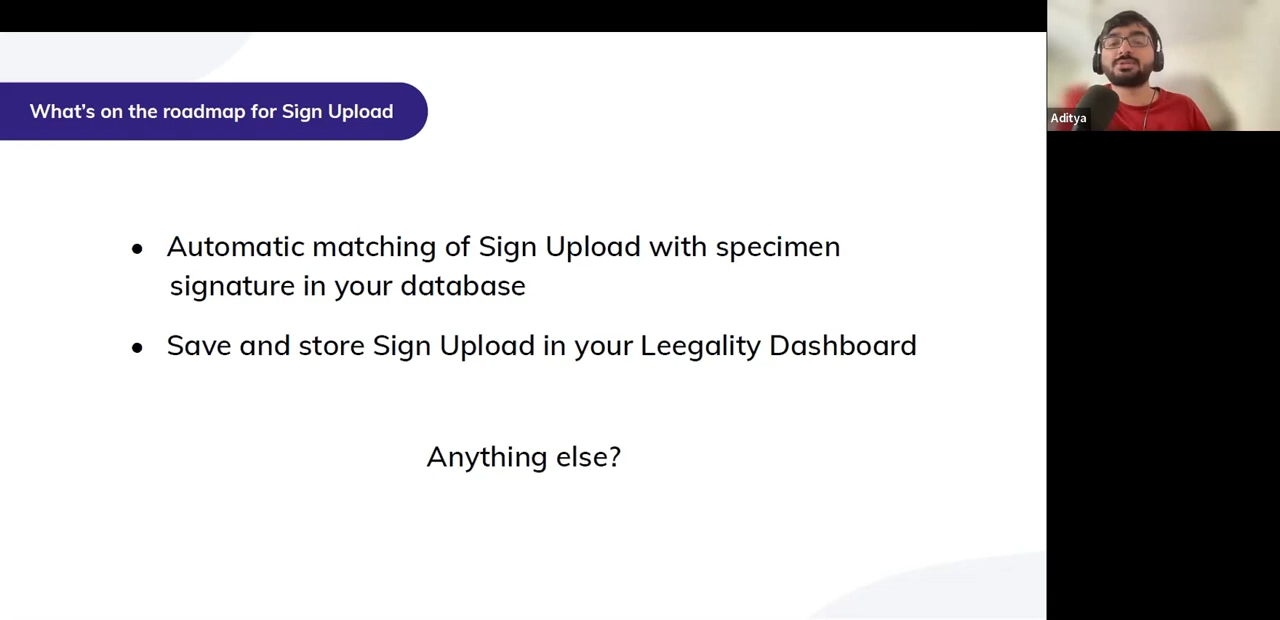 What's on the roadmap for Sign Upload
Aditya
● Automatic matching of Sign Upload with specimen
signature in your database
● Save and store Sign Upload in your Leegality Dashboard
Anything else?